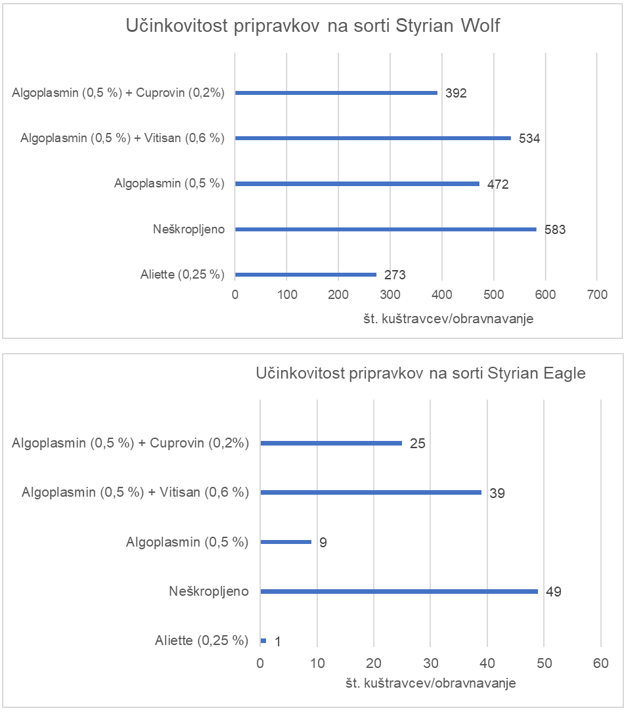 Učinkovitost pripravkov na sorti Styrian Wolf
Algoplasmin (0,5 %) + Cuprovin (0,2%)
392
Algoplasmin (0,5 %) + Vitisan (0,6 %)
534
Algoplasmin (0,5 %)
472
Neškropljeno
583
Aliette (0,25 %)
273
0 100 200 300 400 500 600 700
št. kuštravcev/obravnavanje
Učinkovitost pripravkov na sorti Styrian Eagle
Algoplasmin (0,5 %) + Cuprovin (0,2%)
25
Algoplasmin (0,5 %) + Vitisan (0,6 %)
39
Algoplasmin (0,5 %)
9
Neškropljeno
49
Aliette (0,25 %)
1
0 10 20 30 40 50 60
št. kuštravcev/obravnavanje